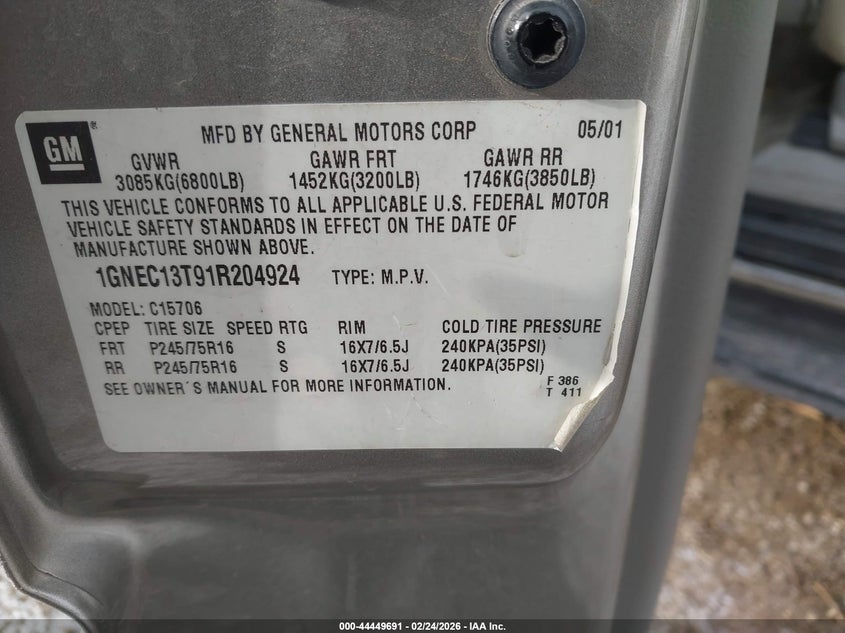 GM ® MFD BY GENERAL MOTORS CORP 05/01
GVWR GAWR FRT GAWR RR
3085KG(6800LB) 1452KG(3200LB) 1746KG(3850LB)
THIS VEHICLE CONFORMS TO ALL APPLICABLE U.S. FEDERAL MOTOR
VEHICLE SAFETY STANDARDS IN EFFECT ON THE DATE OF
MANUFACTURE SHOWN ABOVE.
1GNEC13T91R204924 TYPE: M.P.V.
MODEL: C15706
CPEP TIRE SIZE SPEED RTG RIM COLD TIRE PRESSURE
FRT P245/75R16 S 16X7/6.5J 240KPA(35PSI)
RR P245/75R16 S 16X7/6.5J 240KPA(35PSI)
SEE OWNER'S MANUAL FOR MORE INFORMATION. F 386
T 411
000-44449691 - 02/24/2026 - IAA Inc.